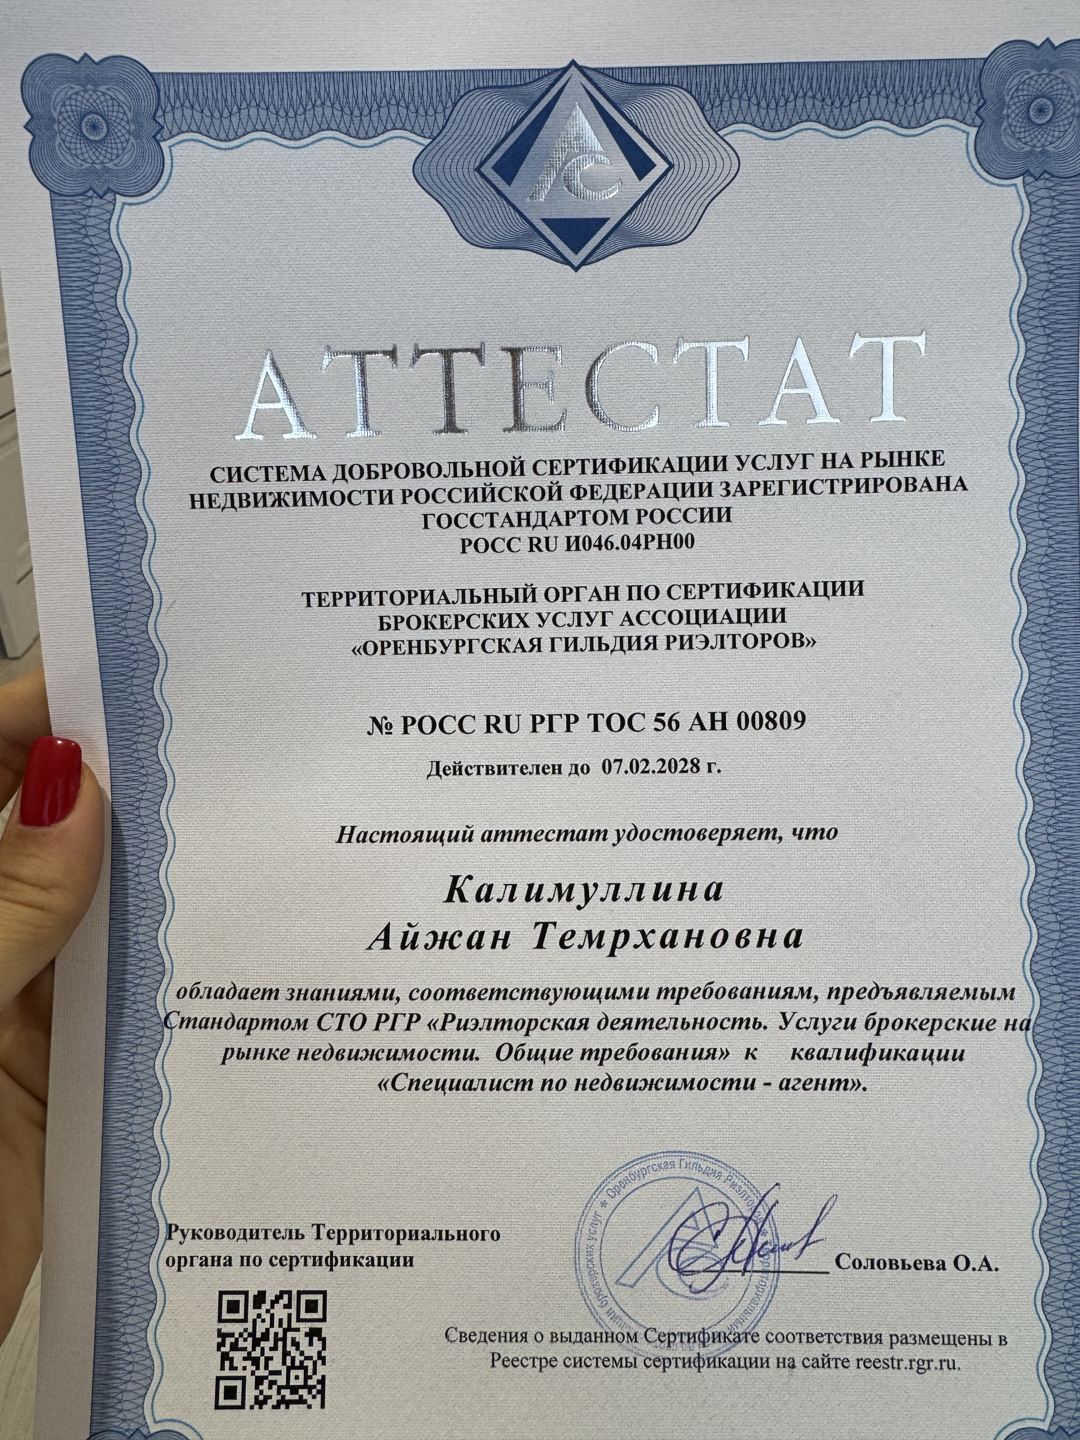 АТТЕСТАТ
СИСТЕМА ДОБРОВОЛЬНОЙ СЕРТИФИКАЦИИ УСЛУГ НА РЫНКЕ
НЕДВИЖИМОСТИ РОССИЙСКОЙ ФЕДЕРАЦИИ ЗАРЕГИСТРИРОВАНА
ГОССТАНДАРТОМ РОССИИ
РОСС RU И046.04РН00
ТЕРРИТОРИАЛЬНЫЙ ОРГАН ПО СЕРТИФИКАЦИИ
БРОКЕРСКИХ УСЛУГ АССОЦИАЦИИ
«ОРЕНБУРГСКАЯ ГИЛЬДИЯ РИЭЛТОРОВ»
№ РОСС RU РГР ТОС 56 АН 00809
Действителен до 07.02.2028 г.
Настоящий аттестат удостоверяет, что
Калимуллина
Айжан Темрхановна
обладает знаниями, соответствующими требованиям, предъявляемым
Стандартом СТО РГР «Риэлторская деятельность. Услуги брокерские на
рынке недвижимости. Общие требования» к квалификации
«Специалист по недвижимости - агент».
Оренбургская Гильдия Риэлторов
Руководитель Территориального
органа по сертификации
Соловьева О.А.
Сведения о выданном Сертификате соответствия размещены в
Реестре системы сертификации на сайте reestr.rgr.ru.